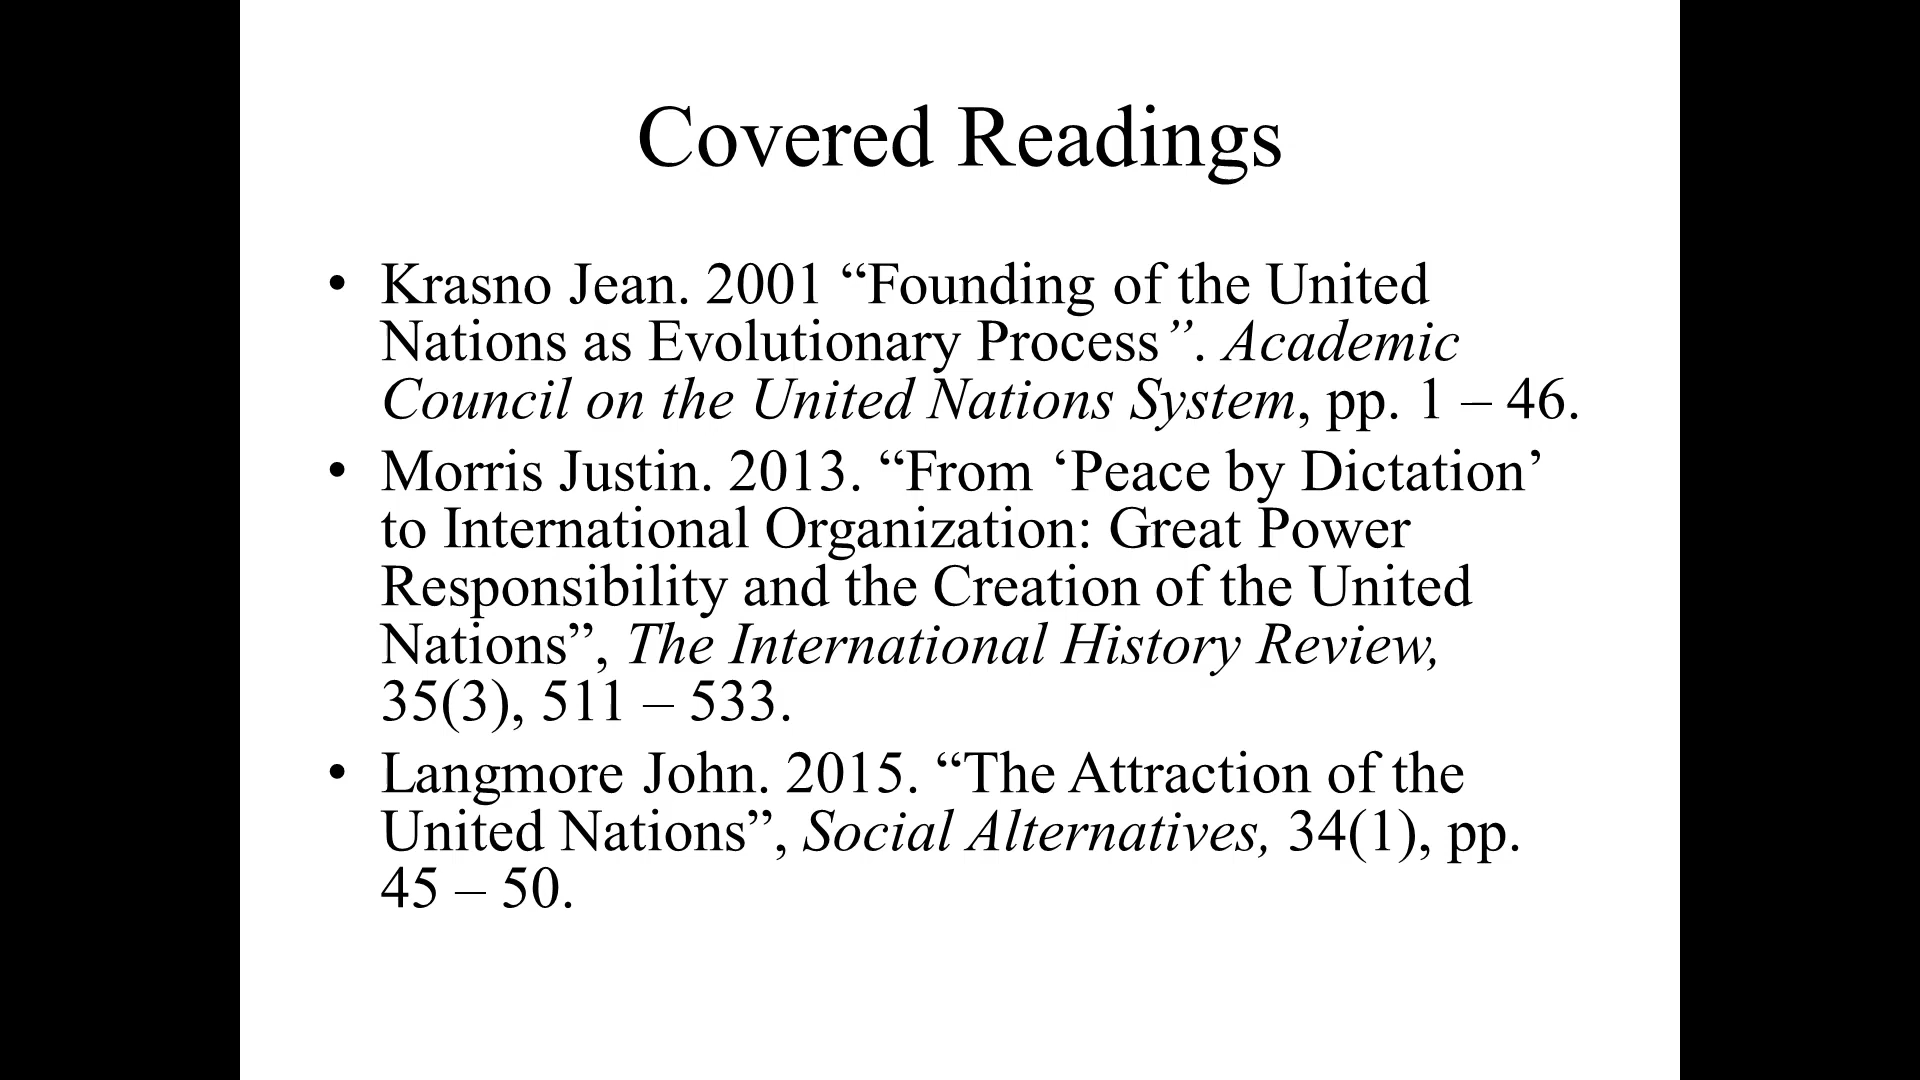 Covered Readings
• Krasno Jean. 2001 “Founding of the United
Nations as Evolutionary Process”. Academic
Council on the United Nations System, pp. 1 – 46.
• Morris Justin. 2013. “From ‘Peace by Dictation’
to International Organization: Great Power
Responsibility and the Creation of the United
Nations”, The International History Review,
35(3), 511 – 533.
• Langmore John. 2015. “The Attraction of the
United Nations”, Social Alternatives, 34(1), pp.
45 – 50.